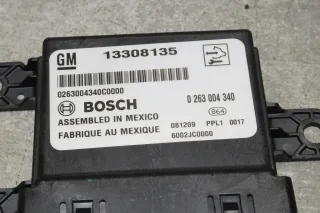 GM 13308135
0263004340C0000
BOSCH 0 263 004 340
ASSEMBLED IN MEXICO 081209 PPL1 0017
FABRIQUE AU MEXIQUE 6002JC0000